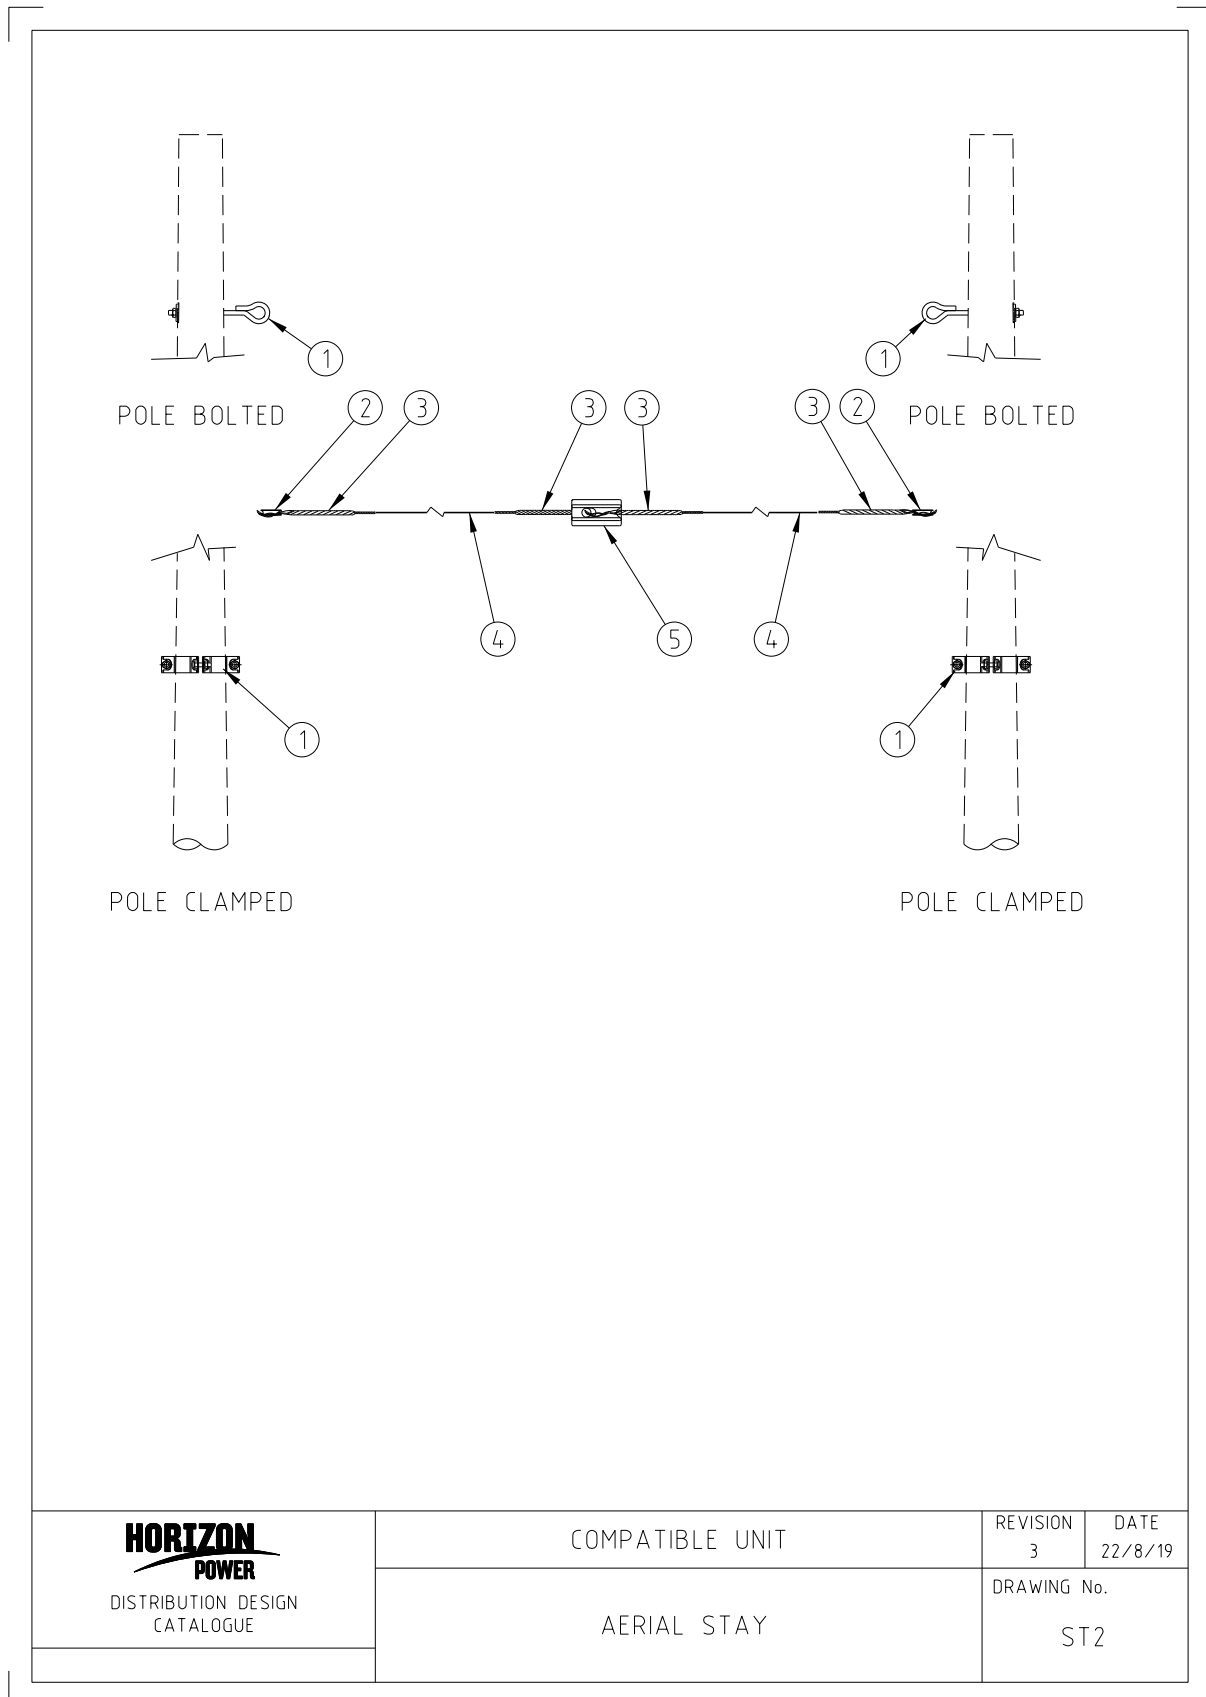 1
1
POLE BOLTED
2
3
3
3
3
2
POLE BOLTED
4
5
4
1
1
POLE CLAMPED
POLE CLAMPED
HORIZON
POWER
DISTRIBUTION DESIGN
CATALOGUE
COMPATIBLE UNIT
AERIAL STAY
REVISION
3
DATE
22/8/19
DRAWING No.
ST2